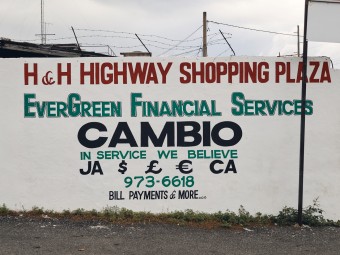 H & H HIGHWAY SHOPPING PLAZA
EVERGREEN FINANCIAL SERVICES
CAMBIO
IN SERVICE WE BELIEVE
JA $ £ € CA
973-6618
BILL PAYMENTS & MORE....